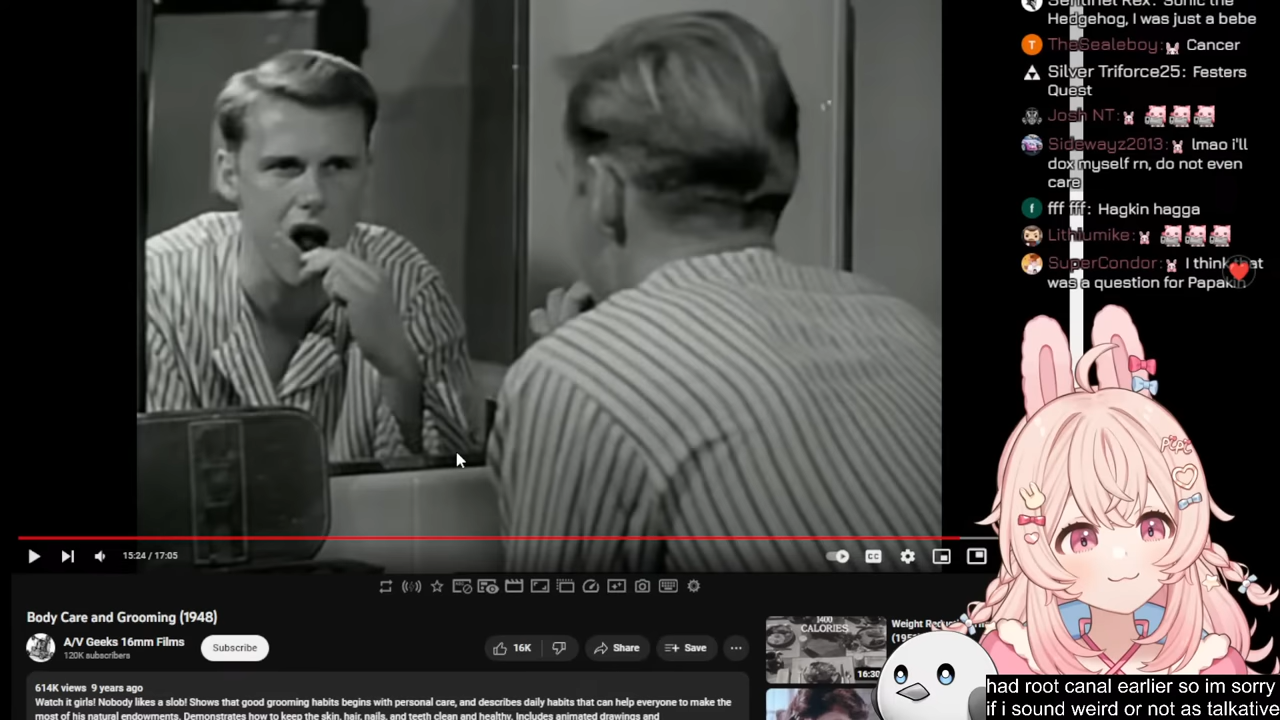 Sentinel Rex: Sonic the
Hedgehog, I was just a bebe
TheSealeboy: Cancer
Silver Triforce25: Festers
Quest
Josh NT:
Sidewayz2013: lmao i'll
dox myself rn, do not even
care
fff fff: Hagkin hagga
Lithiumike:
SuperCondor: I think that
was a question for Papakin
15:24 / 17:05
CC
Body Care and Grooming (1948)
A/V Geeks 16mm Films
120K subscribers
Subscribe
16K
Share
Save
614K views 9 years ago
Watch it girls! Nobody likes a slob! Shows that good grooming habits begins with personal care, and describes daily habits that can help everyone to make the
most of his natural endowments. Demonstrates how to keep the skin, hair, nails, and teeth clean and healthy. Includes animated drawings and
1400
CALORIES
16:30
Weight
pipi
had root canal earlier so im sorry
if i sound weird or not as talkative